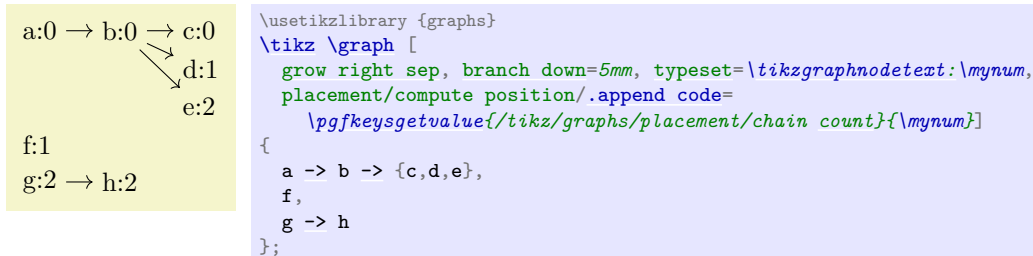 a:0 → b:0 → c:0
d:1
e:2
f:1
g:2 → h:2
\usetikzlibrary {graphs}
\tikz \graph [
grow right sep, branch down=5mm, typeset=\tikzgraphnodetext:\mynum,
placement/compute position/.append code=
\pgfkeysgetvalue{/tikz/graphs/placement/chain count}{\mynum}]
{
a -> b -> {c,d,e},
f,
g -> h
};